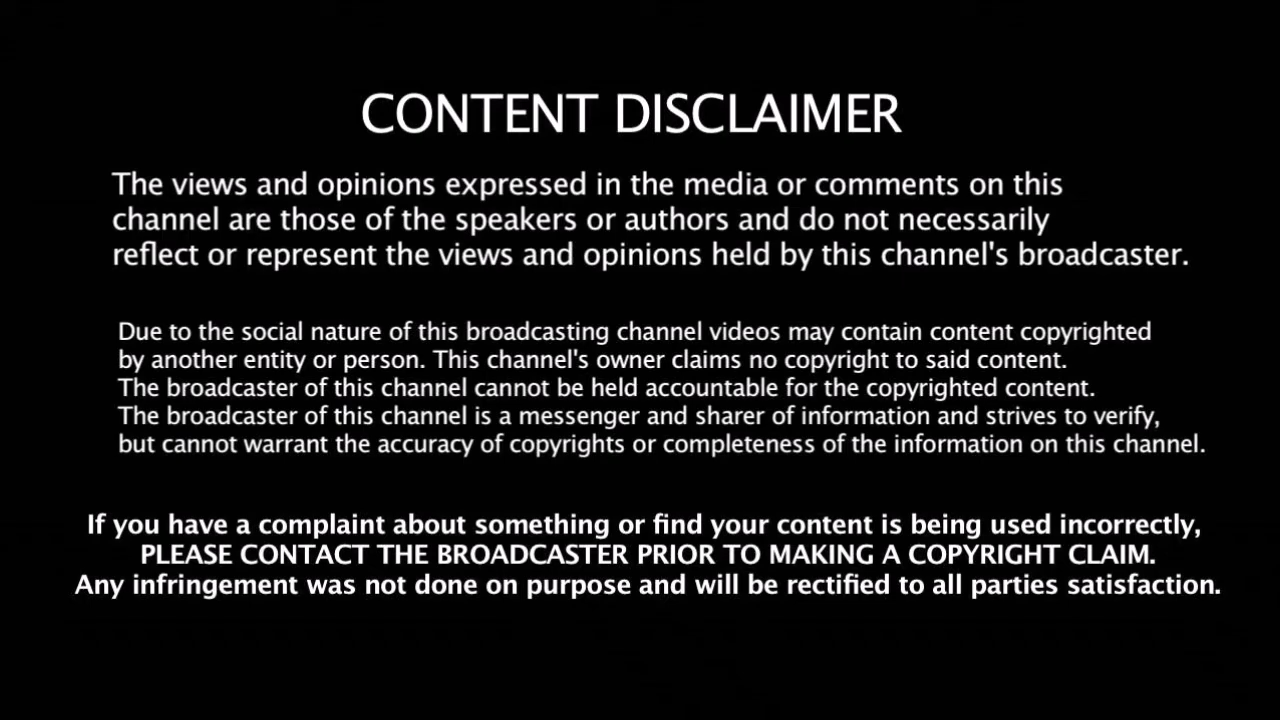 CONTENT DISCLAIMER
The views and opinions expressed in the media or comments on this
channel are those of the speakers or authors and do not necessarily
reflect or represent the views and opinions held by this channel's broadcaster.
Due to the social nature of this broadcasting channel videos may contain content copyrighted
by another entity or person. This channel's owner claims no copyright to said content.
The broadcaster of this channel cannot be held accountable for the copyrighted content.
The broadcaster of this channel is a messenger and sharer of information and strives to verify,
but cannot warrant the accuracy of copyrights or completeness of the information on this channel.
If you have a complaint about something or find your content is being used incorrectly,
PLEASE CONTACT THE BROADCASTER PRIOR TO MAKING A COPYRIGHT CLAIM.
Any infringement was not done on purpose and will be rectified to all parties satisfaction.